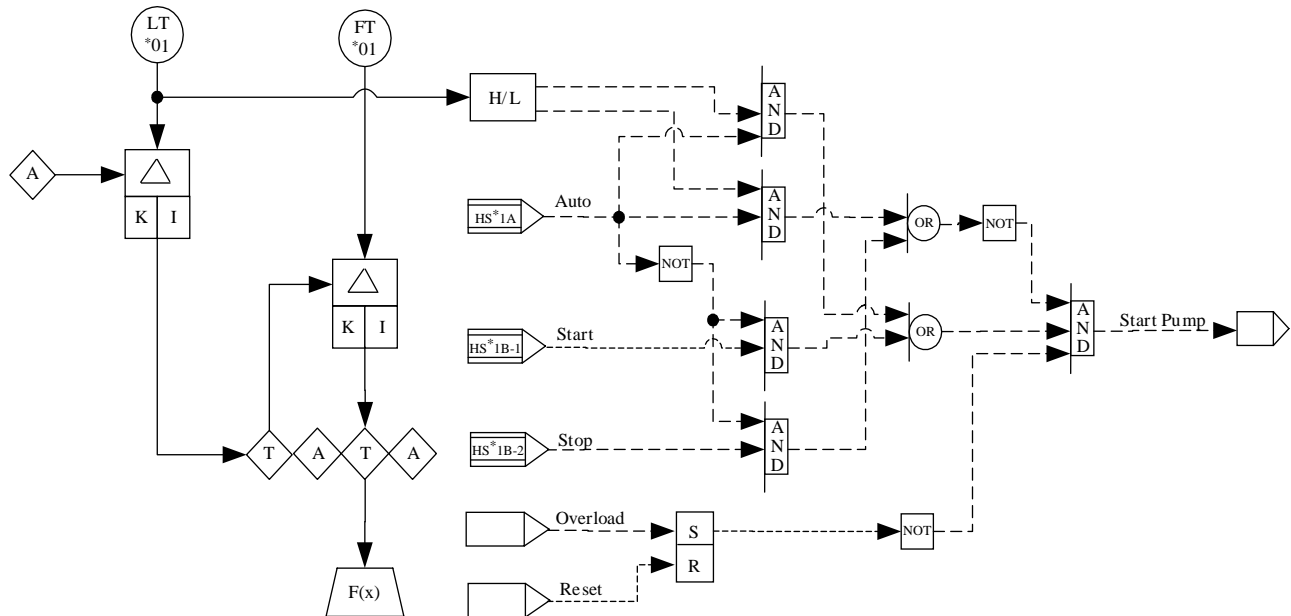 LT
*01
FT
*01
H/L
A
N
D
A
K
I
Auto
HS*1A
A
N
D
OR
NOT
NOT
K
I
Start
HS*1B-1
A
N
D
OR
A
N
D
Start Pump
Stop
HS*1B-2
A
N
D
T
A
T
A
Overload
S
R
NOT
Reset
F(x)